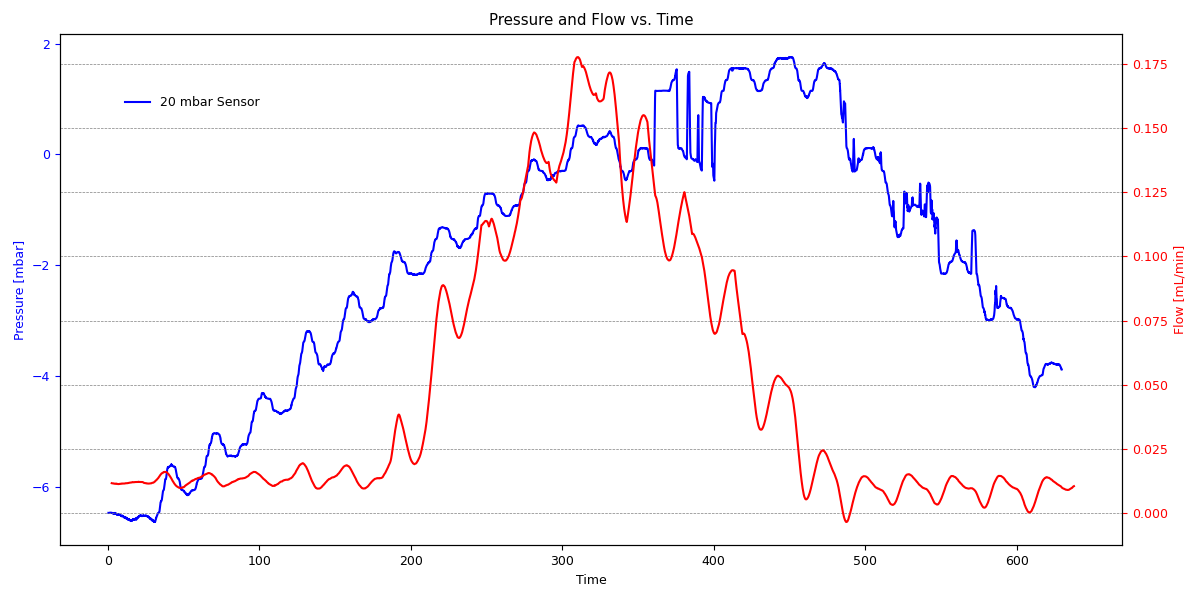 Pressure and Flow vs. Time
20 mbar Sensor
Pressure [mbar]
2
0
−2
−4
−6
0.175
0.150
0.125
0.100
0.075
0.050
0.025
0.000
Flow [mL/min]
0 100 200 300 400 500 600
Time